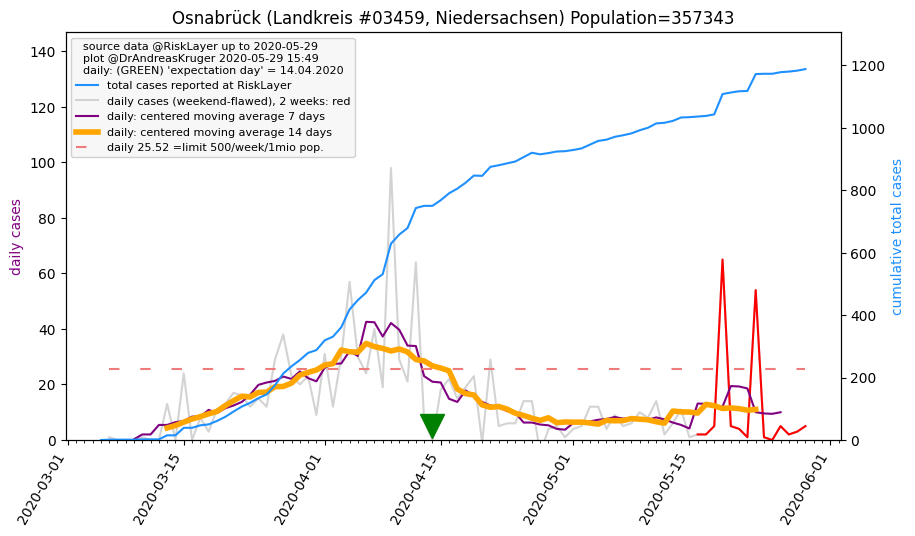 Osnabrück (Landkreis #03459, Niedersachsen) Population=357343
source data @RiskLayer up to 2020-05-29
plot @DrAndreasKruger 2020-05-29 15:49
daily: (GREEN) 'expectation day' = 14.04.2020
total cases reported at RiskLayer
daily cases (weekend-flawed), 2 weeks: red
daily: centered moving average 7 days
daily: centered moving average 14 days
daily 25.52 =limit 500/week/1mio pop.
daily cases
140
120
100
80
60
40
20
0
cumulative total cases
1200
1000
800
600
400
200
0
2020-03-01
2020-03-15
2020-04-01
2020-04-15
2020-05-01
2020-05-15
2020-06-01